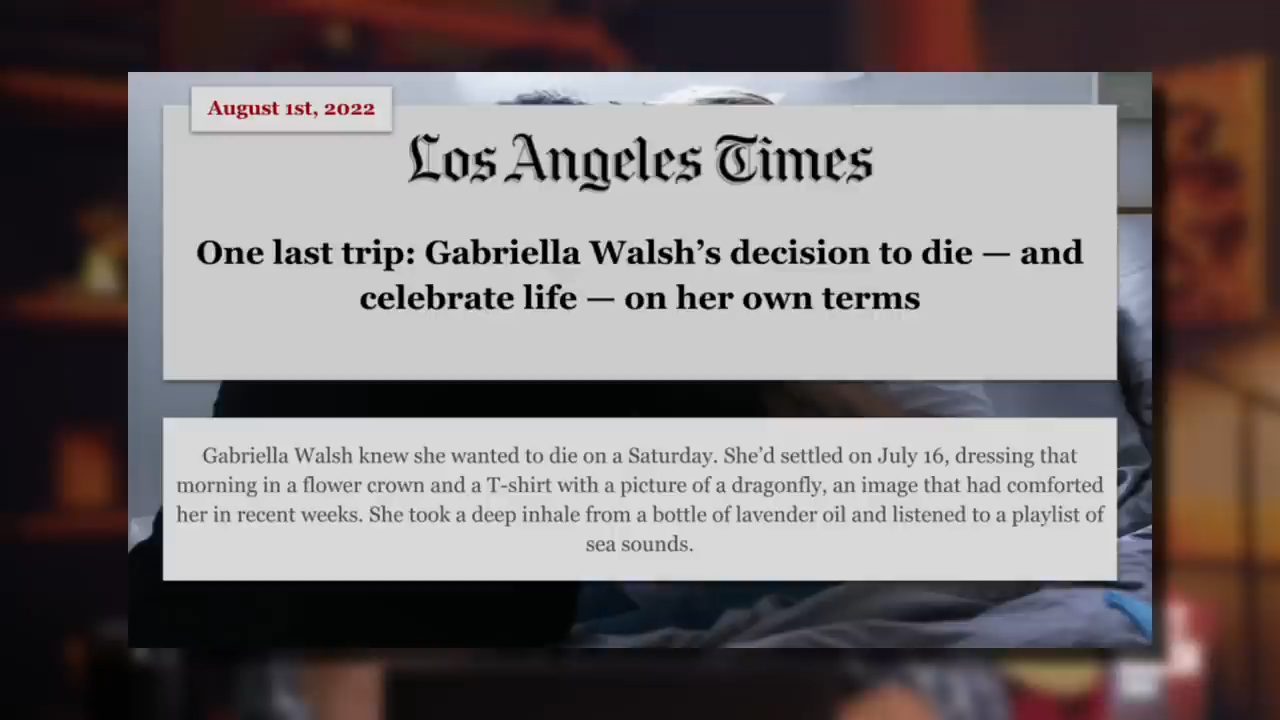 August 1st, 2022
Los Angeles Times
One last trip: Gabriella Walsh’s decision to die — and
celebrate life — on her own terms
Gabriella Walsh knew she wanted to die on a Saturday. She’d settled on July 16, dressing that
morning in a flower crown and a T-shirt with a picture of a dragonfly, an image that had comforted
her in recent weeks. She took a deep inhale from a bottle of lavender oil and listened to a playlist of
sea sounds.